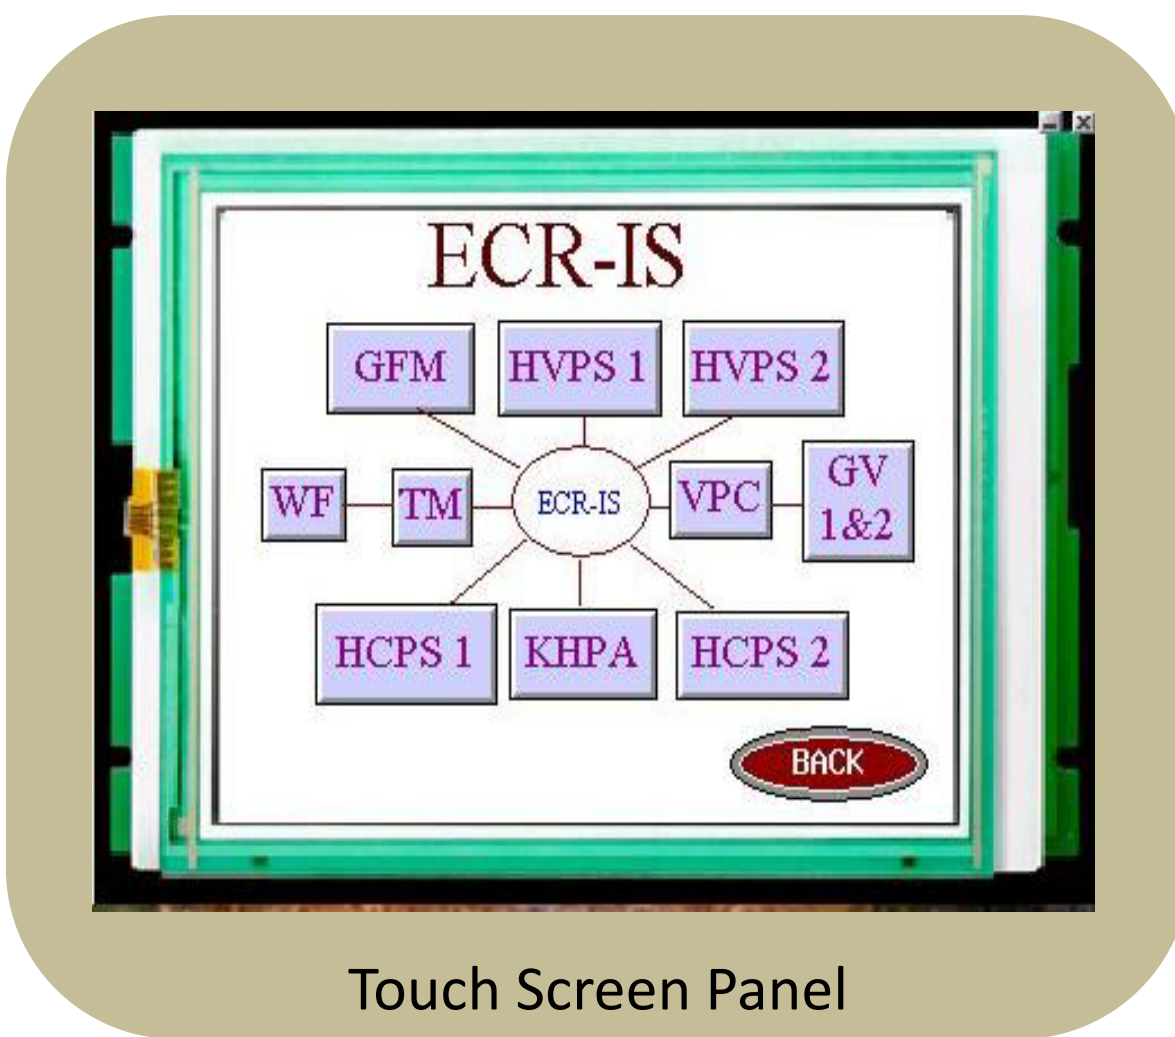 ECR-IS
GFM
HVPS 1
HVPS 2
WF
TM
ECR-IS
VPC
GV
1&2
HCPS 1
KHPA
HCPS 2
BACK
Touch Screen Panel